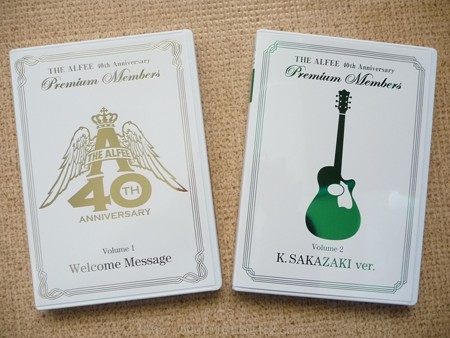 THE ALFEE 40th Anniversary
Premium Members
A
THE ALFEE
40TH
ANNIVERSARY
Volume 1
Welcome Message
THE ALFEE 40th Anniversary
Premium Members
Volume 2
K. SAKAZAKI ver.